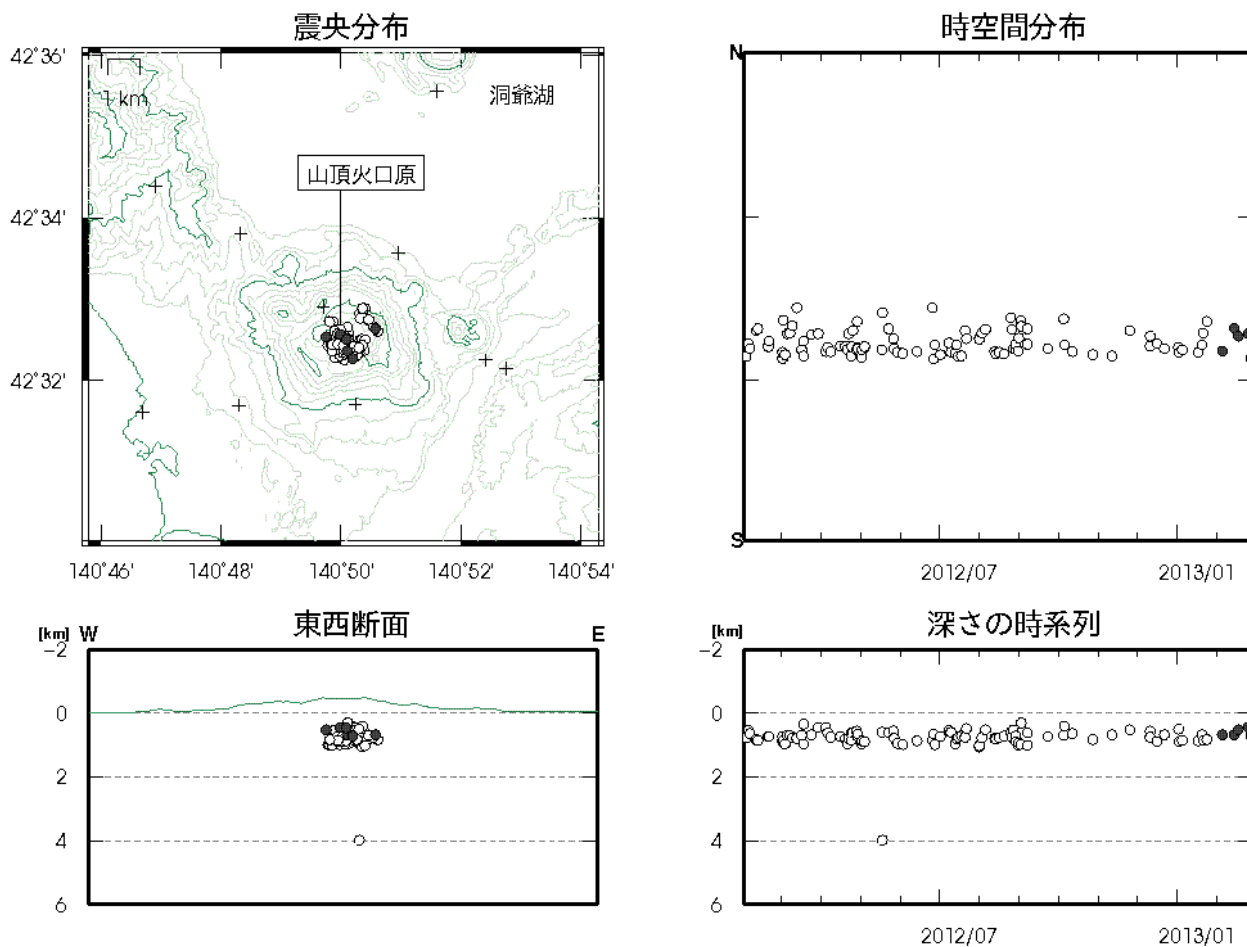 震央分布
42°36'
1 km
洞爺湖
山頂火口原
42°34'
42°32'
140°46'
140°48'
140°50'
140°52'
140°54'
時空間分布
N
S
2012/07
2013/01
東西断面
[km]
W
E
-2
0
2
4
6
深さの時系列
[km]
-2
0
2
4
6
2012/07
2013/01